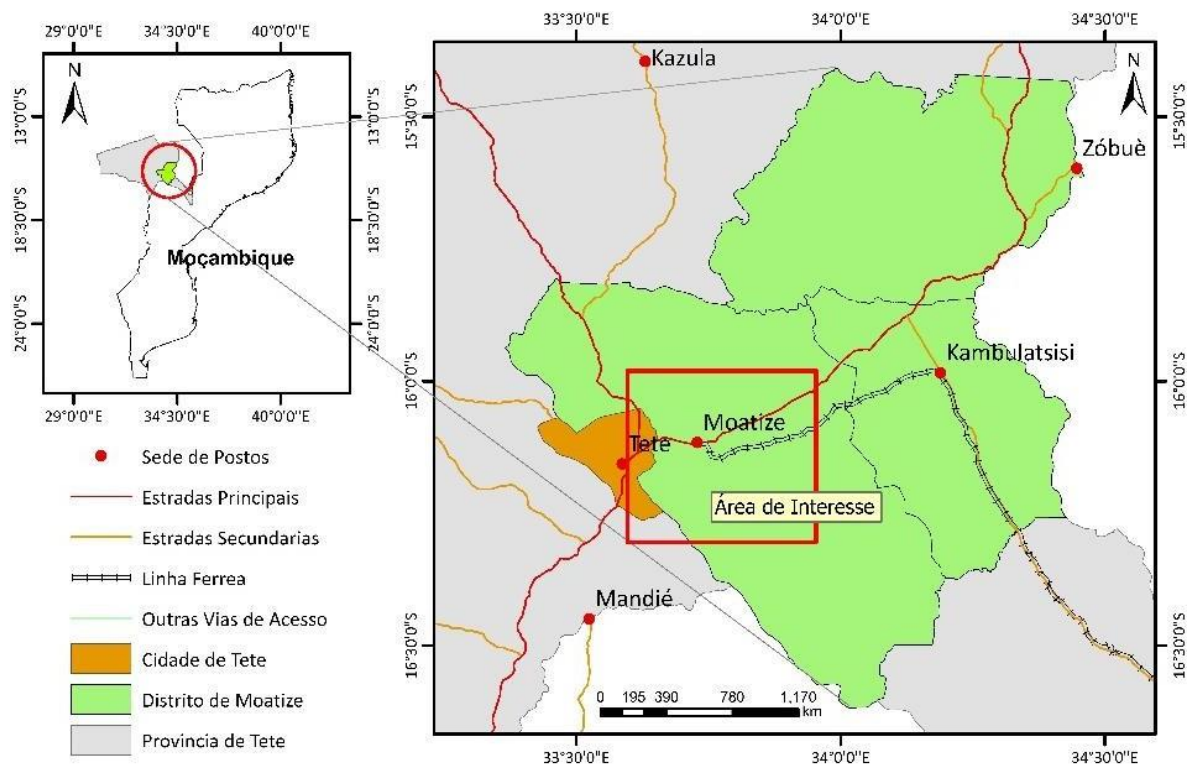 29°0'0"E 34°30'0"E 40°0'0"E
N
13°0'0"S
18°30'0"S
24°0'0"S
13°0'0"S
18°30'0"S
24°0'0"S
Moçambique
29°0'0"E 34°30'0"E 40°0'0"E
Sede de Postos
Estradas Principais
Estradas Secundarias
Linha Ferrea
Outras Vias de Acesso
Cidade de Tete
Distrito de Moatize
Provincia de Tete
33°30'0"E 34°0'0"E 34°30'0"E
Kazula
N
15°30'0"S
15°30'0"S
Zóbuè
Kambulatsisi
16°0'0"S
16°0'0"S
Moatize
Tete
Área de Interesse
Mandié
16°30'0"S
16°30'0"S
0 195 390 780 1,170
km
33°30'0"E 34°0'0"E 34°30'0"E